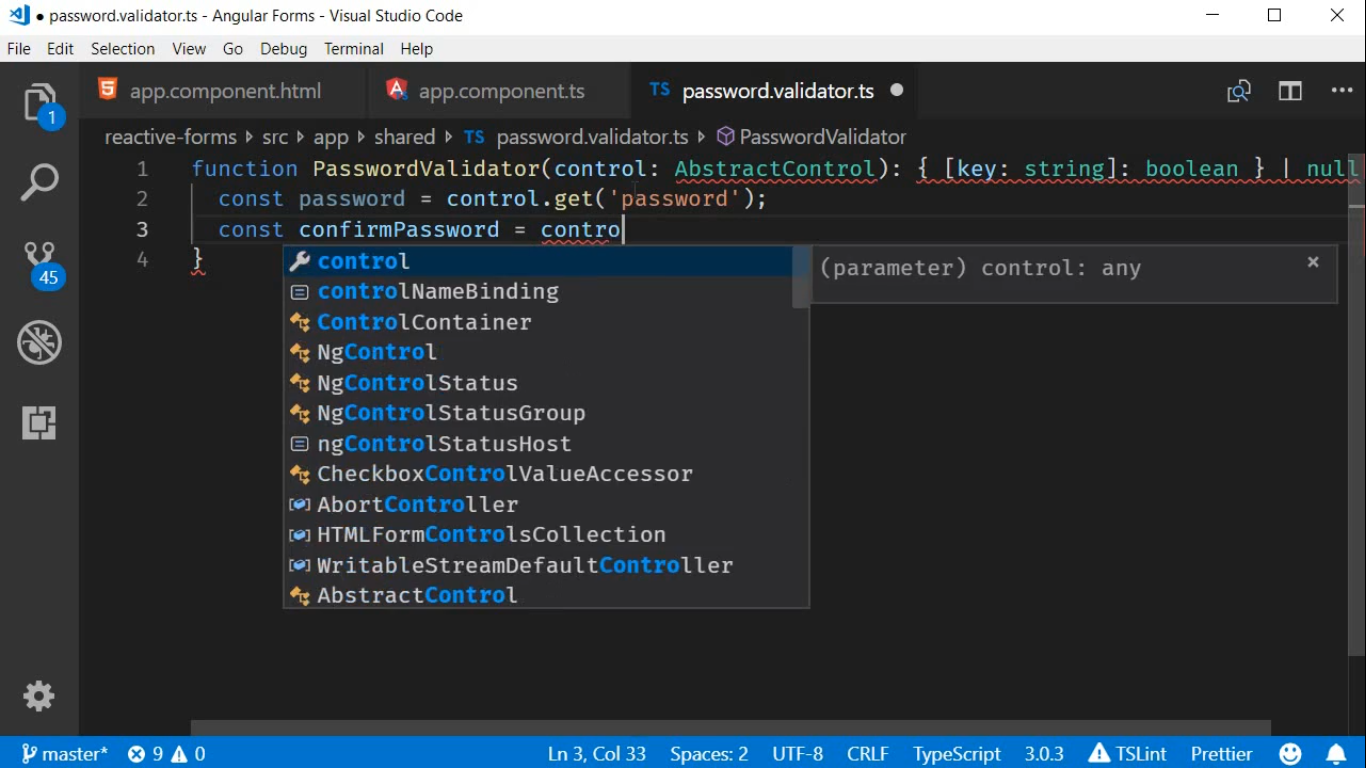 ● password.validator.ts - Angular Forms - Visual Studio Code
File Edit Selection View Go Debug Terminal Help
app.component.html app.component.ts TS password.validator.ts
reactive-forms src app shared TS password.validator.ts PasswordValidator
1 function PasswordValidator(control: AbstractControl): { [key: string]: boolean } | null
2 const password = control.get('password');
3 const confirmPassword = contro
4 }
control
controlNameBinding
ControlContainer
NgControl
NgControlStatus
NgControlStatusGroup
ngControlStatusHost
CheckboxControlValueAccessor
AbortController
HTMLFormControlsCollection
WritableStreamDefaultController
AbstractControl
(parameter) control: any
1
45
master* 9 0 Ln 3, Col 33 Spaces: 2 UTF-8 CRLF TypeScript 3.0.3 TSLint Prettier